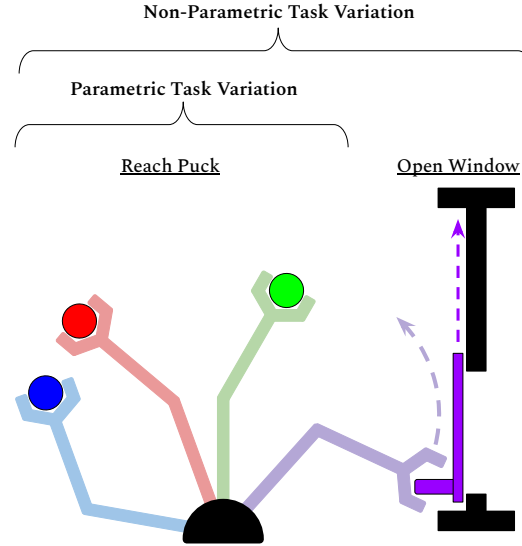 Non-Parametric Task Variation
Parametric Task Variation
Reach Puck
Open Window